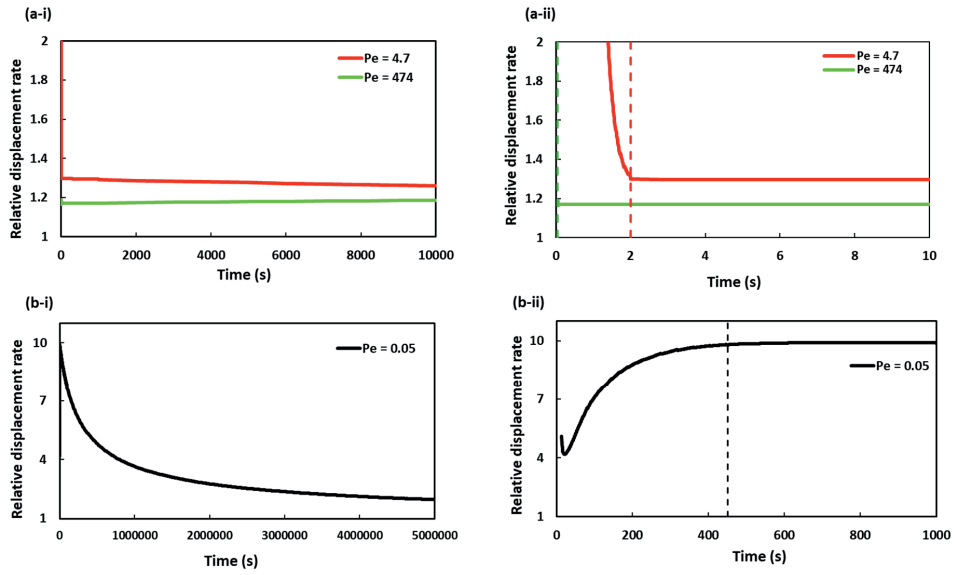 (a-i)
Relative displacement rate
2
1.8
1.6
1.4
1.2
1
Pe = 4.7
Pe = 474
0 2000 4000 6000 8000 10000
Time (s)
(a-ii)
Relative displacement rate
2
1.8
1.6
1.4
1.2
1
Pe = 4.7
Pe = 474
0 2 4 6 8 10
Time (s)
(b-i)
Relative displacement rate
10
7
4
1
Pe = 0.05
0 1000000 2000000 3000000 4000000 5000000
Time (s)
(b-ii)
Relative displacement rate
10
7
4
1
Pe = 0.05
0 200 400 600 800 1000
Time (s)